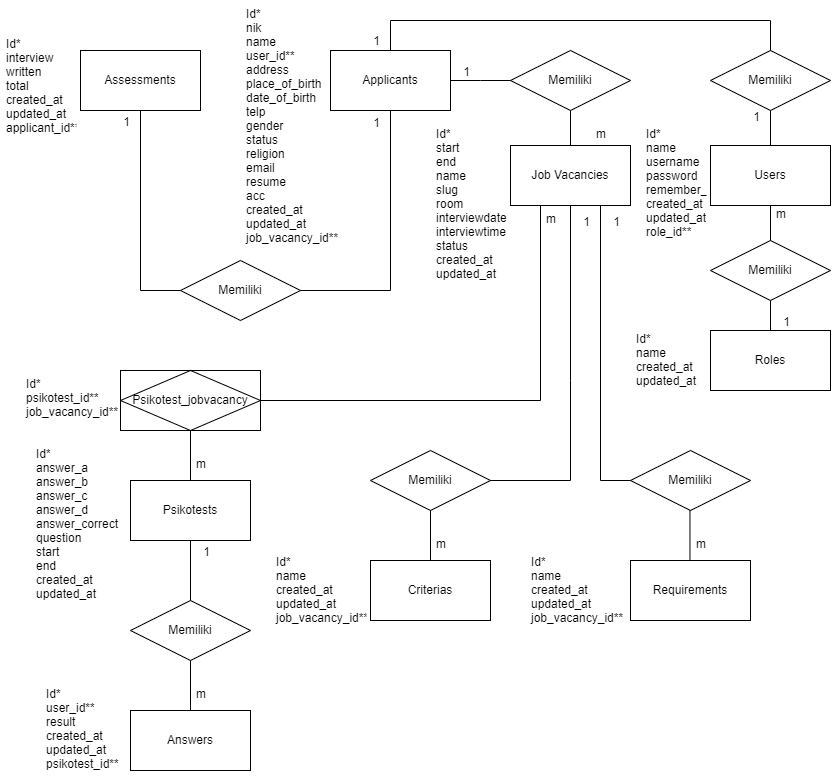 Id*
interview
written
total
created_at
updated_at
applicant_id**
Assessments
1
Id*
nik
name
user_id**
address
place_of_birth
date_of_birth
telp
gender
status
religion
email
resume
acc
created_at
updated_at
job_vacancy_id**
1
Applicants
1
1
Memiliki
m
Memiliki
1
Id*
start
end
name
slug
room
interviewdate
interviewtime
status
created_at
updated_at
Job Vacancies
m
1
1
Id*
name
username
password
remember_
created_at
updated_at
role_id**
Users
m
Memiliki
1
Id*
name
created_at
updated_at
Roles
Memiliki
Id*
psikotest_id**
job_vacancy_id**
Psikotest_jobvacancy
m
Id*
answer_a
answer_b
answer_c
answer_d
answer_correct
question
start
end
created_at
updated_at
Psikotests
1
Memiliki
m
Id*
user_id**
result
created_at
updated_at
psikotest_id**
Answers
Memiliki
m
Id*
name
created_at
updated_at
job_vacancy_id**
Criterias
Memiliki
m
Id*
name
created_at
updated_at
job_vacancy_id**
Requirements